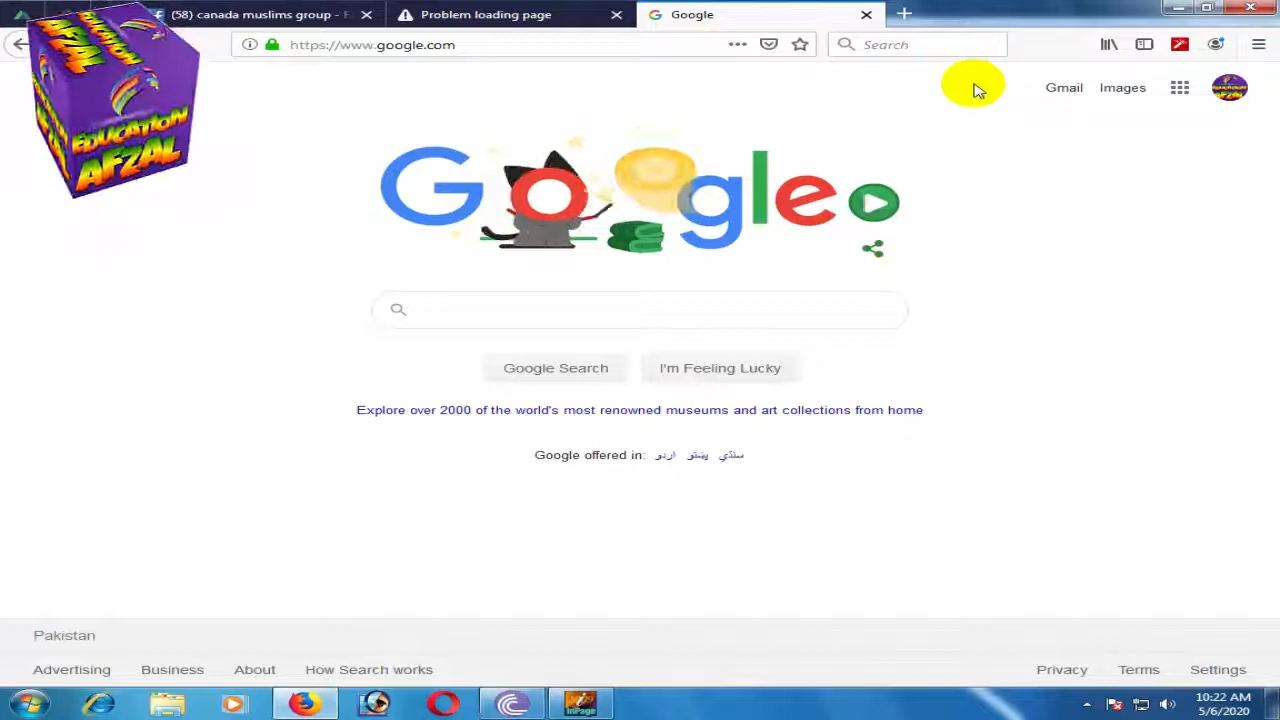 (58) canada muslims group - F
Problem loading page
Google
https://www.google.com
Search
EDUCATION
AFZAL
Gmail
Images
Google
Google Search
I'm Feeling Lucky
Explore over 2000 of the world's most renowned museums and art collections from home
Google offered in: اردو پښتو سنڌي
Pakistan
Advertising
Business
About
How Search works
Privacy
Terms
Settings
InPage
10:22 AM
5/6/2020